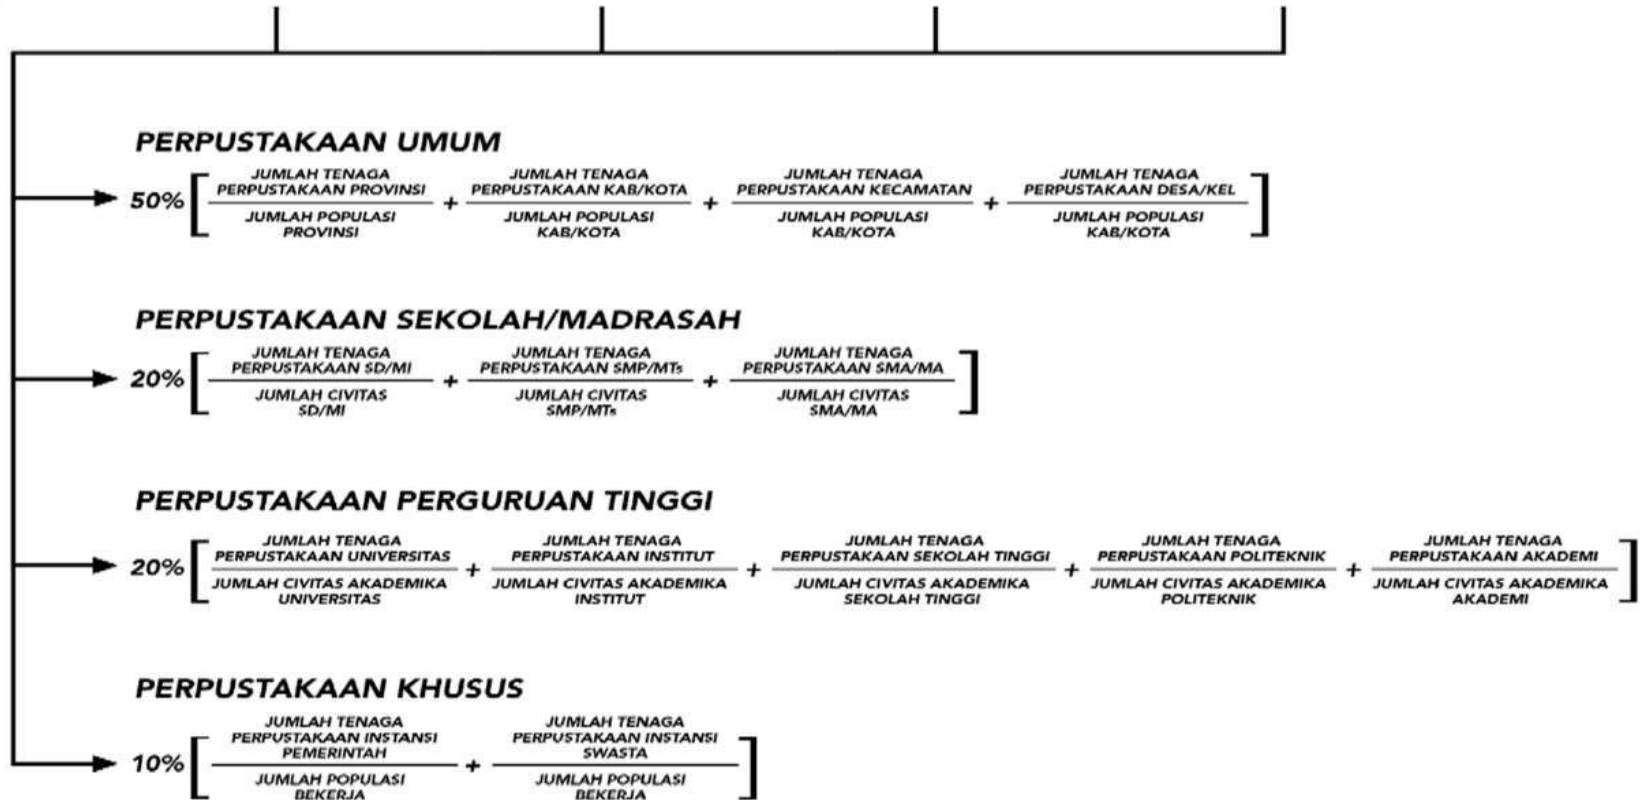 PERPUSTAKAAN UMUM
50% [ JUMLAH TENAGA + JUMLAH TENAGA + JUMLAH TENAGA + JUMLAH TENAGA ]
PERPUSTAKAAN PROVINSI PERPUSTAKAAN KAB/KOTA PERPUSTAKAAN KECAMATAN PERPUSTAKAAN DESA/KEL
JUMLAH POPULASI JUMLAH POPULASI JUMLAH POPULASI JUMLAH POPULASI
PROVINSI KAB/KOTA KAB/KOTA KAB/KOTA
PERPUSTAKAAN SEKOLAH/MADRASAH
20% [ JUMLAH TENAGA + JUMLAH TENAGA + JUMLAH TENAGA ]
PERPUSTAKAAN SD/MI PERPUSTAKAAN SMP/MTs PERPUSTAKAAN SMA/MA
JUMLAH CIVITAS JUMLAH CIVITAS JUMLAH CIVITAS
SD/MI SMP/MTs SMA/MA
PERPUSTAKAAN PERGURUAN TINGGI
20% [ JUMLAH TENAGA + JUMLAH TENAGA + JUMLAH TENAGA + JUMLAH TENAGA + JUMLAH TENAGA ]
PERPUSTAKAAN UNIVERSITAS PERPUSTAKAAN INSTITUT PERPUSTAKAAN SEKOLAH TINGGI PERPUSTAKAAN POLITEKNIK PERPUSTAKAAN AKADEMI
JUMLAH CIVITAS AKADEMIKA JUMLAH CIVITAS AKADEMIKA JUMLAH CIVITAS AKADEMIKA JUMLAH CIVITAS AKADEMIKA JUMLAH CIVITAS AKADEMIKA
UNIVERSITAS INSTITUT SEKOLAH TINGGI POLITEKNIK AKADEMI
PERPUSTAKAAN KHUSUS
10% [ JUMLAH TENAGA + JUMLAH TENAGA ]
PERPUSTAKAAN INSTANSI PERPUSTAKAAN INSTANSI
PEMERINTAH SWASTA
JUMLAH POPULASI JUMLAH POPULASI
BEKERJA BEKERJA